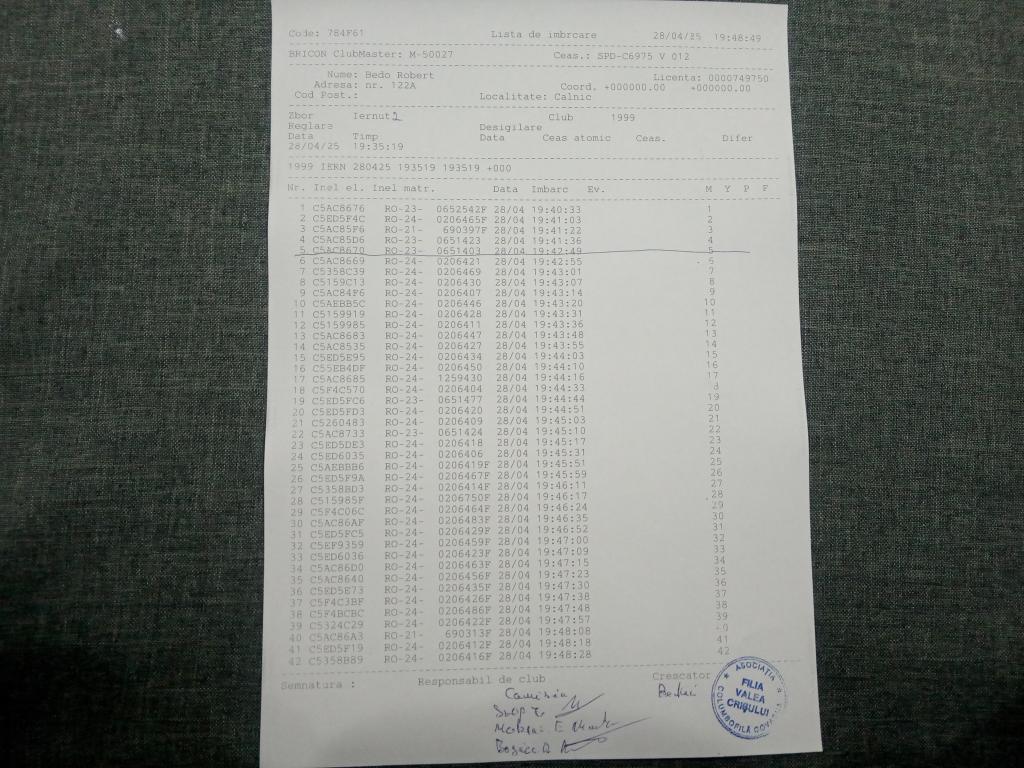 Code: 784F61 Lista de imbrcare 28/04/25 19:48:49
BRICON ClubMaster: M-50027 Ceas.: SPD-C6975 V 012
Nume: Bedo Robert Licenta: 0000749750
Adresa: nr. 122A Coord. +000000.00 +000000.00
Cod Post.: Localitate: Calnic
Zbor Iernut2 Club 1999
Reglare Desigilare
Data Timp Data Ceas atomic Ceas. Difer
28/04/25 19:35:19
1999 IERN 280425 193519 193519 +000
Nr. Inel el. Inel matr. Data Imbarc Ev. M Y P F
1 C5AC8676 RO-23- 0652542F 28/04 19:40:33 1
2 C5ED5F4C RO-24- 0206465F 28/04 19:41:03 2
3 C5AC85F6 RO-21- 690397F 28/04 19:41:22 3
4 C5AC85D6 RO-23- 0651423 28/04 19:41:36 4
5 C5AC8670 RO-23- 0651403 28/04 19:42:49 5
6 C5AC8669 RO-24- 0206421 28/04 19:42:55 6
7 C5358C39 RO-24- 0206469 28/04 19:43:01 7
8 C5159C13 RO-24- 0206430 28/04 19:43:07 8
9 C5AC84F6 RO-24- 0206407 28/04 19:43:14 9
10 C5AEBB5C RO-24- 0206446 28/04 19:43:20 10
11 C5159919 RO-24- 0206428 28/04 19:43:31 11
12 C5159985 RO-24- 0206411 28/04 19:43:36 12
13 C5AC8683 RO-24- 0206447 28/04 19:43:48 13
14 C5AC8535 RO-24- 0206427 28/04 19:43:55 14
15 C5ED5E95 RO-24- 0206434 28/04 19:44:03 15
16 C55EB4DF RO-24- 0206450 28/04 19:44:10 16
17 C5AC8685 RO-24- 1259430 28/04 19:44:16 17
18 C5F4C570 RO-24- 0206404 28/04 19:44:33 8
19 C5ED5FC6 RO-23- 0651477 28/04 19:44:44 19
20 C5ED5FD3 RO-24- 0206420 28/04 19:44:51 20
21 C5260483 RO-24- 0206409 28/04 19:45:03 21
22 C5AC8733 RO-23- 0651424 28/04 19:45:10 22
23 C5ED5DE3 RO-24- 0206418 28/04 19:45:17 23
24 C5ED6035 RO-24- 0206406 28/04 19:45:31 24
25 C5AEBBB6 RO-24- 0206419F 28/04 19:45:51 25
26 C5ED5F9A RO-24- 0206467F 28/04 19:45:59 26
27 C5358BD3 RO-24- 0206414F 28/04 19:46:11 27
28 C515985F RO-24- 0206750F 28/04 19:46:17 28
29 C5F4C06C RO-24- 0206464F 28/04 19:46:24 29
30 C5AC86AF RO-24- 0206483F 28/04 19:46:35 30
31 C5ED5FC5 RO-24- 0206429F 28/04 19:46:52 31
32 C5EF9359 RO-24- 0206459F 28/04 19:47:00 32
33 C5ED6036 RO-24- 0206423F 28/04 19:47:09 33
34 C5AC86D0 RO-24- 0206463F 28/04 19:47:15 34
35 C5AC8640 RO-24- 0206456F 28/04 19:47:23 35
36 C5ED5E73 RO-24- 0206435F 28/04 19:47:30 36
37 C5F4C3BF RO-24- 0206426F 28/04 19:47:38 37
38 C5F4BCBC RO-24- 0206486F 28/04 19:47:48 38
39 C5324C29 RO-24- 0206422F 28/04 19:47:57 39
40 C5AC86A3 RO-21- 690313F 28/04 19:48:08 40
41 C5ED5F19 RO-24- 0206412F 28/04 19:48:18 41
42 C5358B89 RO-24- 0206416F 28/04 19:48:28 42
Semnatura : Responsabil de club Crescator
ASOCIAȚIA
FILIA
VALEA
CRIȘULUI
COLUMBOFILĂ